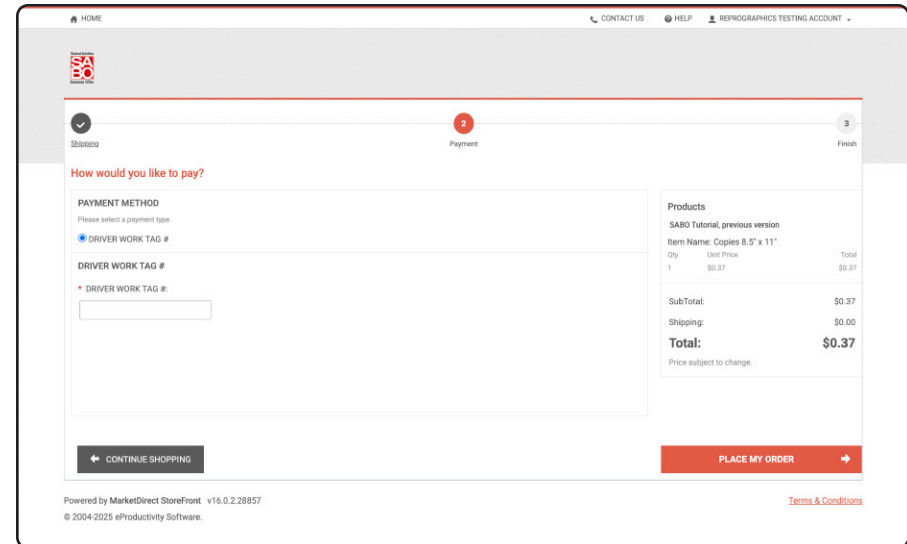 HOME
CONTACT US HELP REPROGRAPHICS TESTING ACCOUNT
SABO
2 3
Shipping Payment Finish
How would you like to pay?
PAYMENT METHOD
Please select a payment type.
DRIVER WORK TAG #
DRIVER WORK TAG #
* DRIVER WORK TAG #:
Products
SABO Tutorial, previous version
Item Name: Copies 8.5" x 11"
Qty Unit Price Total
1 $0.37 $0.37
SubTotal: $0.37
Shipping: $0.00
Total: $0.37
Price subject to change.
CONTINUE SHOPPING
PLACE MY ORDER
Powered by MarketDirect StoreFront v16.0.2.28857
Terms & Conditions
© 2004-2025 eProductivity Software.